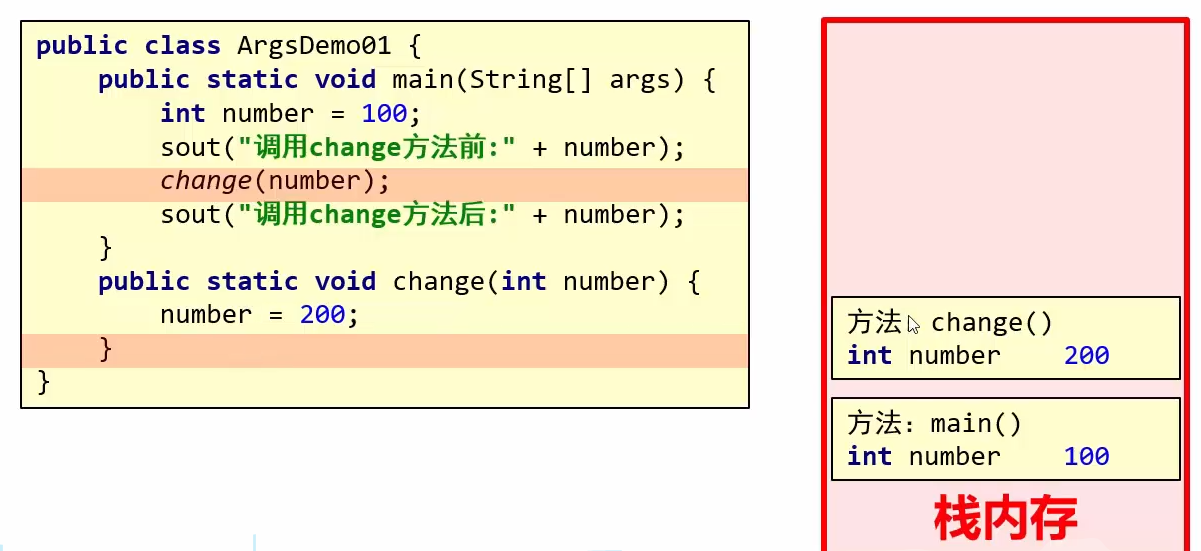 public class ArgsDemo01 {
public static void main(String[] args) {
int number = 100;
sout("调用change方法前:" + number);
change(number);
sout("调用change方法后:" + number);
}
public static void change(int number) {
number = 200;
}
}
方法: change()
int number 200
方法：main()
int number 100
栈内存